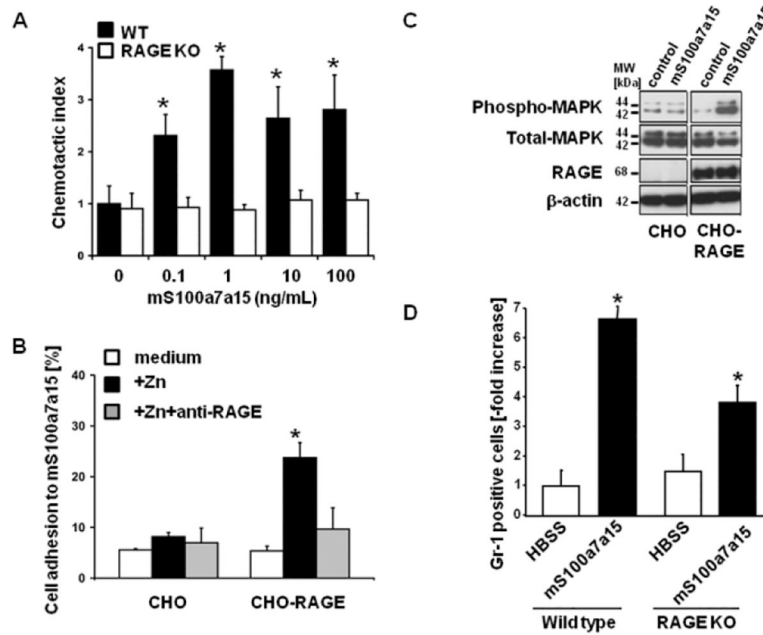 A
WT
RAGE KO
Chemotactic index
4
3
2
1
0
0 0.1 1 10 100
mS100a7a15 (ng/mL)
* * * *
B
medium
+Zn
+Zn+anti-RAGE
Cell adhesion to mS100a7a15 [%]
40
20
10
0
*
CHO CHO-RAGE
C
MW
[kDa]
control
mS100a7a15
control
mS100a7a15
Phospho-MAPK 44
42
Total-MAPK 44
42
RAGE 68
β-actin 42
CHO CHO-
RAGE
D
Gr-1 positive cells [-fold increase]
7
6
5
4
3
2
1
0
* *
HBSS
mS100a7a15
HBSS
mS100a7a15
Wild type RAGE KO